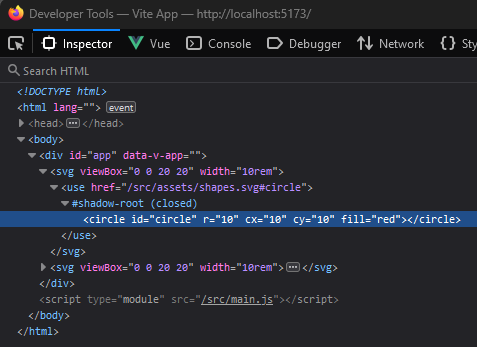 Developer Tools — Vite App — http://localhost:5173/
Inspector Vue Console Debugger Network {} Sty
Search HTML
<!DOCTYPE html>
<html lang=""> event
<head> ••• </head>
<body>
<div id="app" data-v-app="">
<svg viewBox="0 0 20 20" width="10rem">
<use href="/src/assets/shapes.svg#circle">
#shadow-root (closed)
<circle id="circle" r="10" cx="10" cy="10" fill="red"></circle>
</use>
</svg>
<svg viewBox="0 0 20 20" width="10rem"> ••• </svg>
</div>
<script type="module" src="/src/main.js"></script>
</body>
</html>